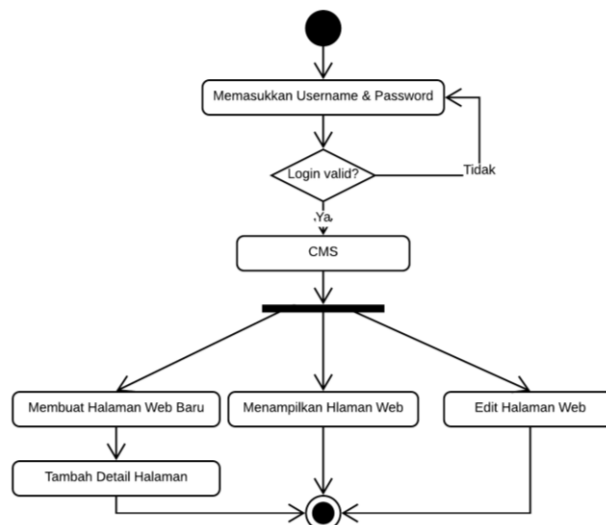 Memasukkan Username & Password
Login valid?
Tidak
Ya
CMS
Membuat Halaman Web Baru
Menampilkan Hlaman Web
Edit Halaman Web
Tambah Detail Halaman